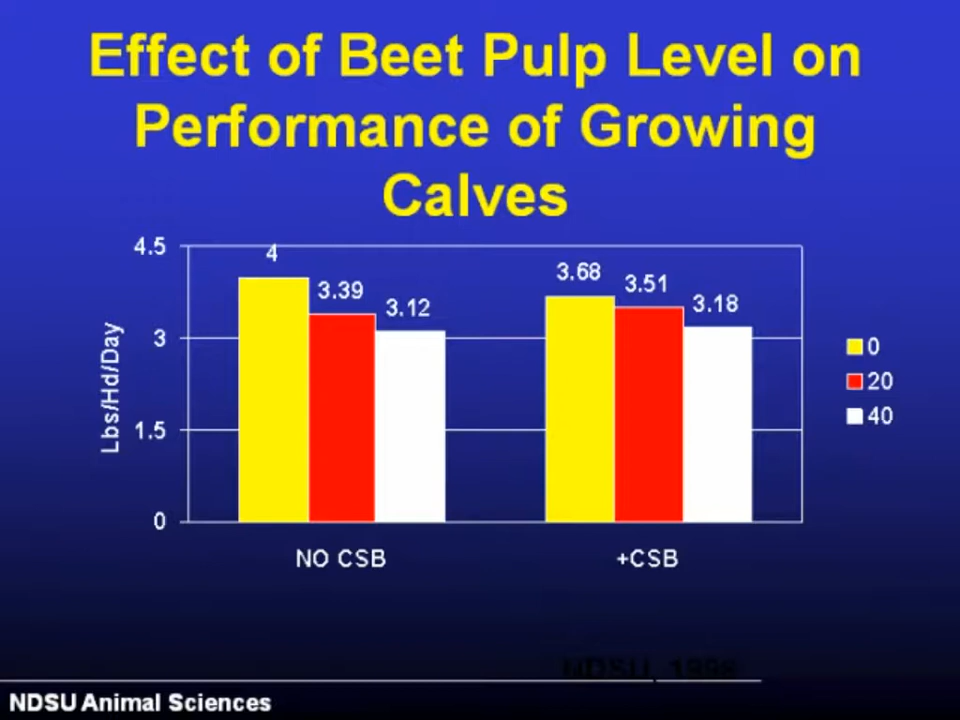 Effect of Beet Pulp Level on
Performance of Growing
Calves
4.5
3
1.5
0
Lbs/Hd/Day
4
3.39
3.12
3.68
3.51
3.18
NO CSB
+CSB
0
20
40
NDSU Animal Sciences